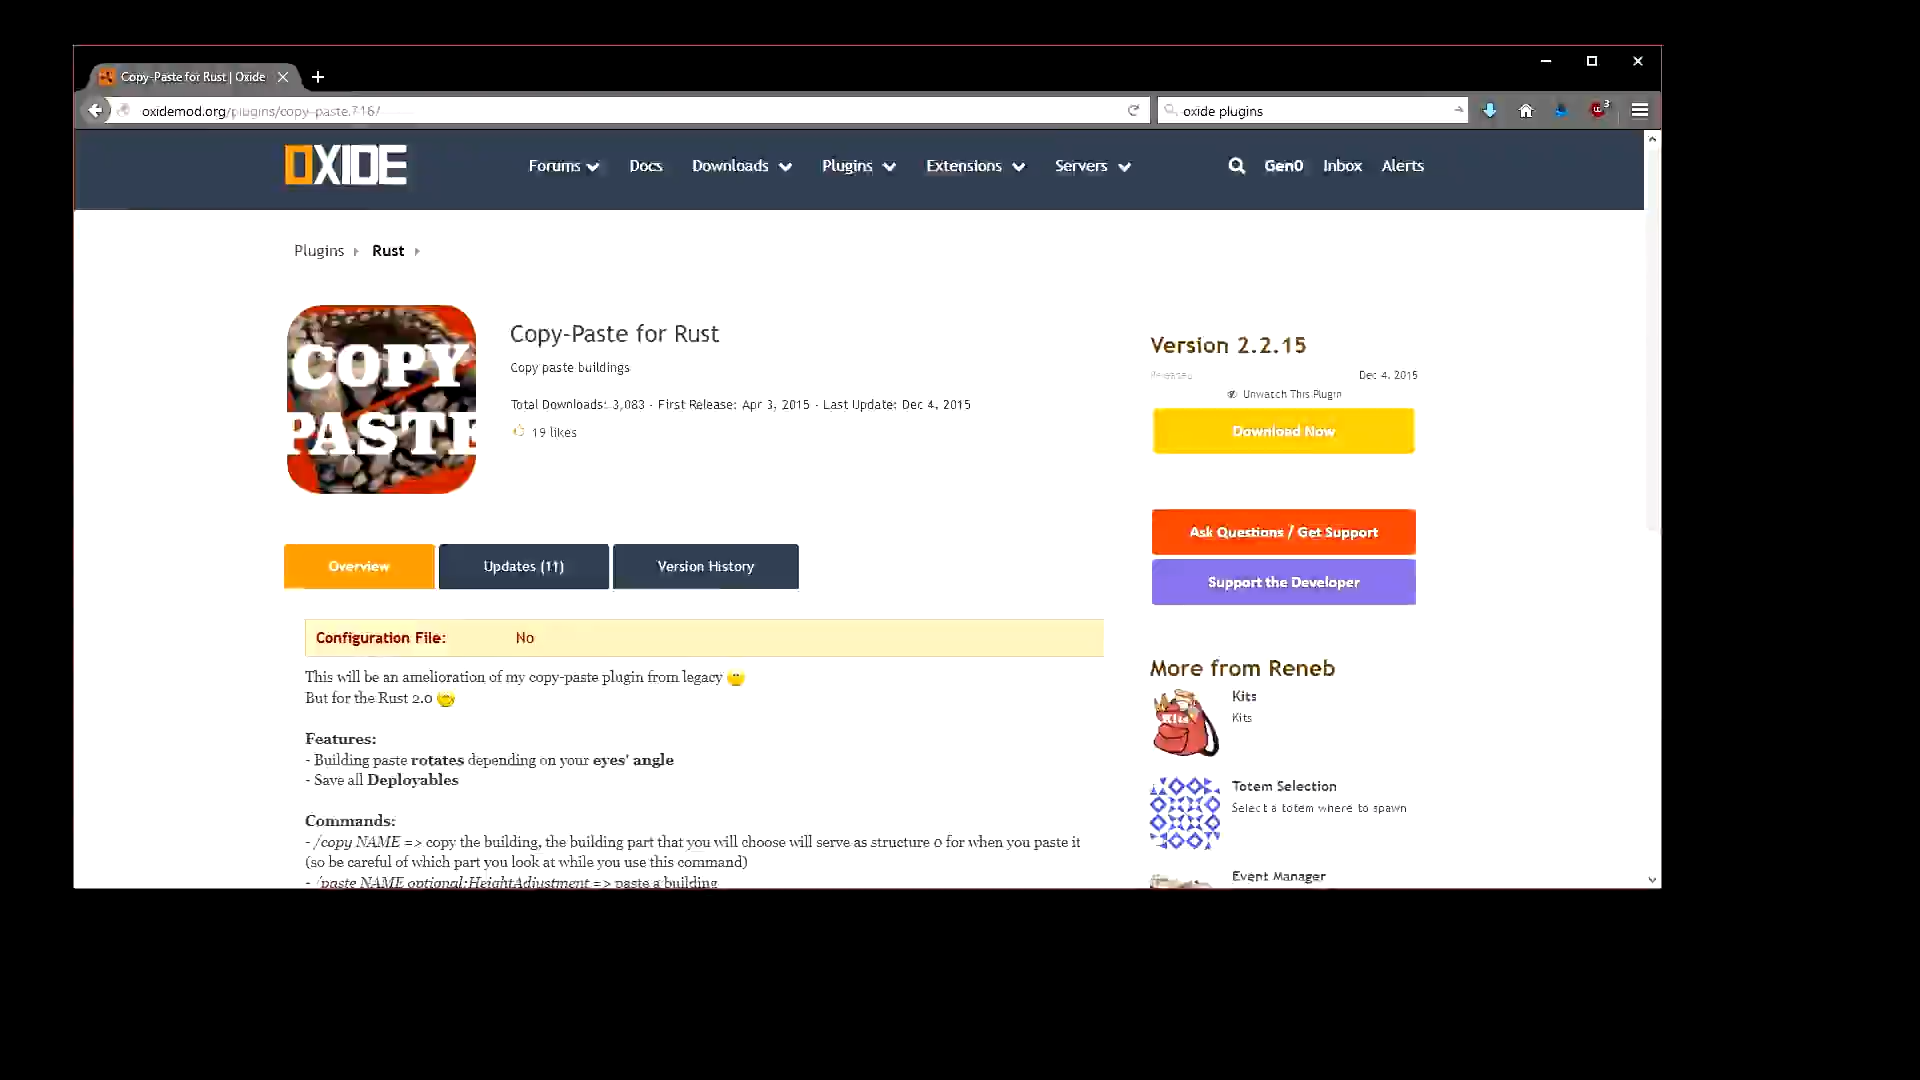 Copy-Paste for Rust | Oxide
oxidemod.org/plugins/copy-paste.716/
oxide plugins
3
OXIDE
Forums
Docs
Downloads
Plugins
Extensions
Servers
Gen0
Inbox
Alerts
Plugins
Rust
COPY
PASTE
Copy-Paste for Rust
Copy paste buildings
Total Downloads: 3,083 - First Release: Apr 3, 2015 - Last Update: Dec 4, 2015
19 likes
Version 2.2.15
Released
Dec 4, 2015
Unwatch This Plugin
Download Now
Ask Questions / Get Support
Support the Developer
Overview
Updates (11)
Version History
Configuration File: No
This will be an amelioration of my copy-paste plugin from legacy
But for the Rust 2.0
Features:
- Building paste rotates depending on your eyes' angle
- Save all Deployables
Commands:
- /copy NAME => copy the building, the building part that you will choose will serve as structure 0 for when you paste it
(so be careful of which part you look at while you use this command)
- /paste NAME optional:HeightAdjustment => paste a building
More from Reneb
Kits
Kits
Kits
Totem Selection
Select a totem where to spawn
Event Manager